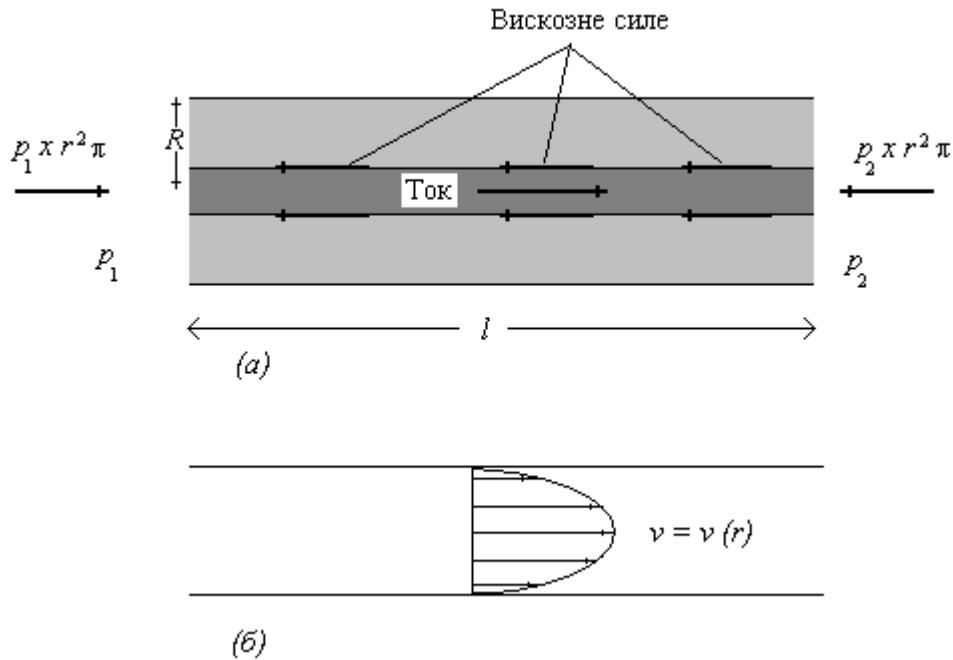 Вискозне силе
R
p₁ x r² π
p₂ x r² π
Ток
p₁
p₂
l
(а)
v = v (r)
(б)